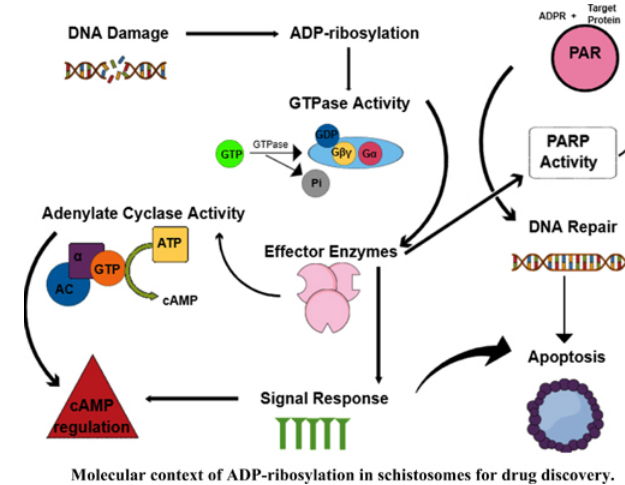 DNA Damage
ADP-ribosylation
ADPR +
Target
Protein
PAR
GTPase Activity
GTP
GTPase
GDP
Gβγ
Gα
Pi
PARP
Activity
Adenylate Cyclase Activity
α
ATP
GTP
AC
cAMP
Effector Enzymes
DNA Repair
Apoptosis
cAMP
regulation
Signal Response
Molecular context of ADP-ribosylation in schistosomes for drug discovery.